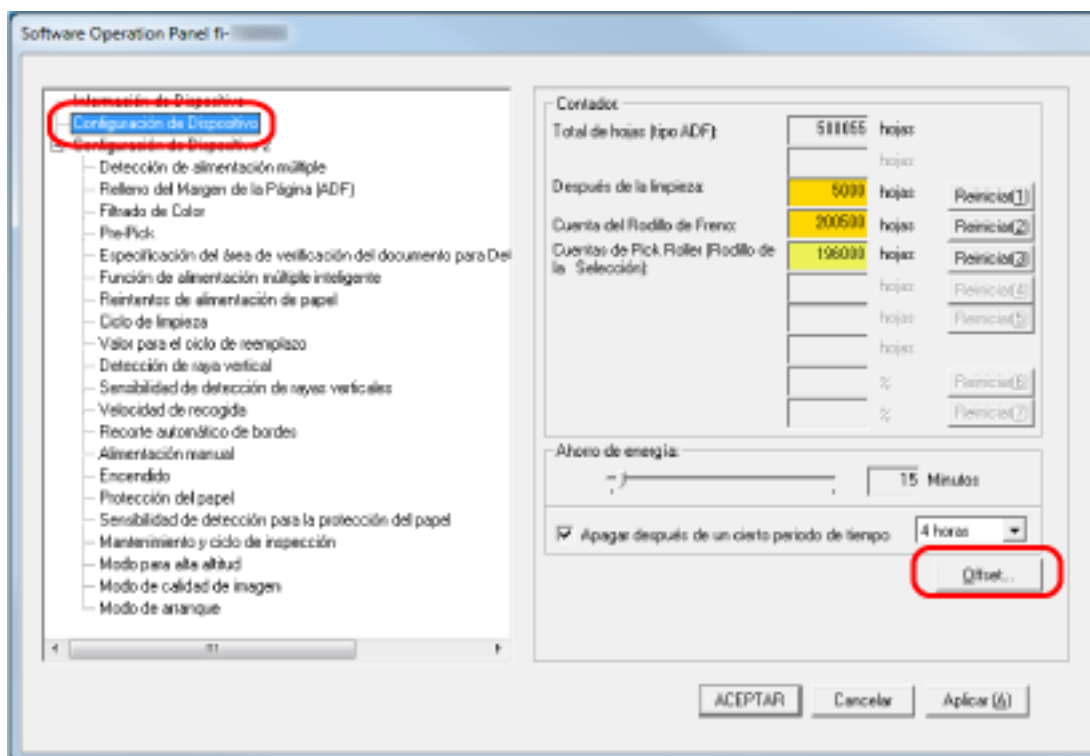 Software Operation Panel fi-
Información de Dispositivo
Configuración de Dispositivo
Configuración de Dispositivo 2
Detección de alimentación múltiple
Relleno del Margen de la Página (ADF)
Filtrado de Color
Pre-Pick
Especificación del área de verificación del documento para Det
Función de alimentación múltiple inteligente
Reintentos de alimentación de papel
Ciclo de limpieza
Valor para el ciclo de reemplazo
Detección de raya vertical
Sensibilidad de detección de rayas verticales
Velocidad de recogida
Recorte automático de bordes
Alimentación manual
Encendido
Protección del papel
Sensibilidad de detección para la protección del papel
Mantenimiento y ciclo de inspección
Modo para alta altitud
Modo de calidad de imagen
Modo de arranque
Contador:
Total de hojas (tipo ADF): hojas
hojas
Después de la limpieza: 5000 hojas Reiniciar(1)
Cuenta del Rodillo de Freno: 200500 hojas Reiniciar(2)
Cuentas de Pick Roller (Rodillo de la Selección): 196000 hojas Reiniciar(3)
hojas Reiniciar(4)
hojas Reiniciar(5)
hojas
% Reiniciar(6)
% Reiniciar(7)
Ahorro de energía:
15 Minutos
Apagar después de un cierto periodo de tiempo 4 horas
Offset...
ACEPTAR Cancelar Aplicar (A)